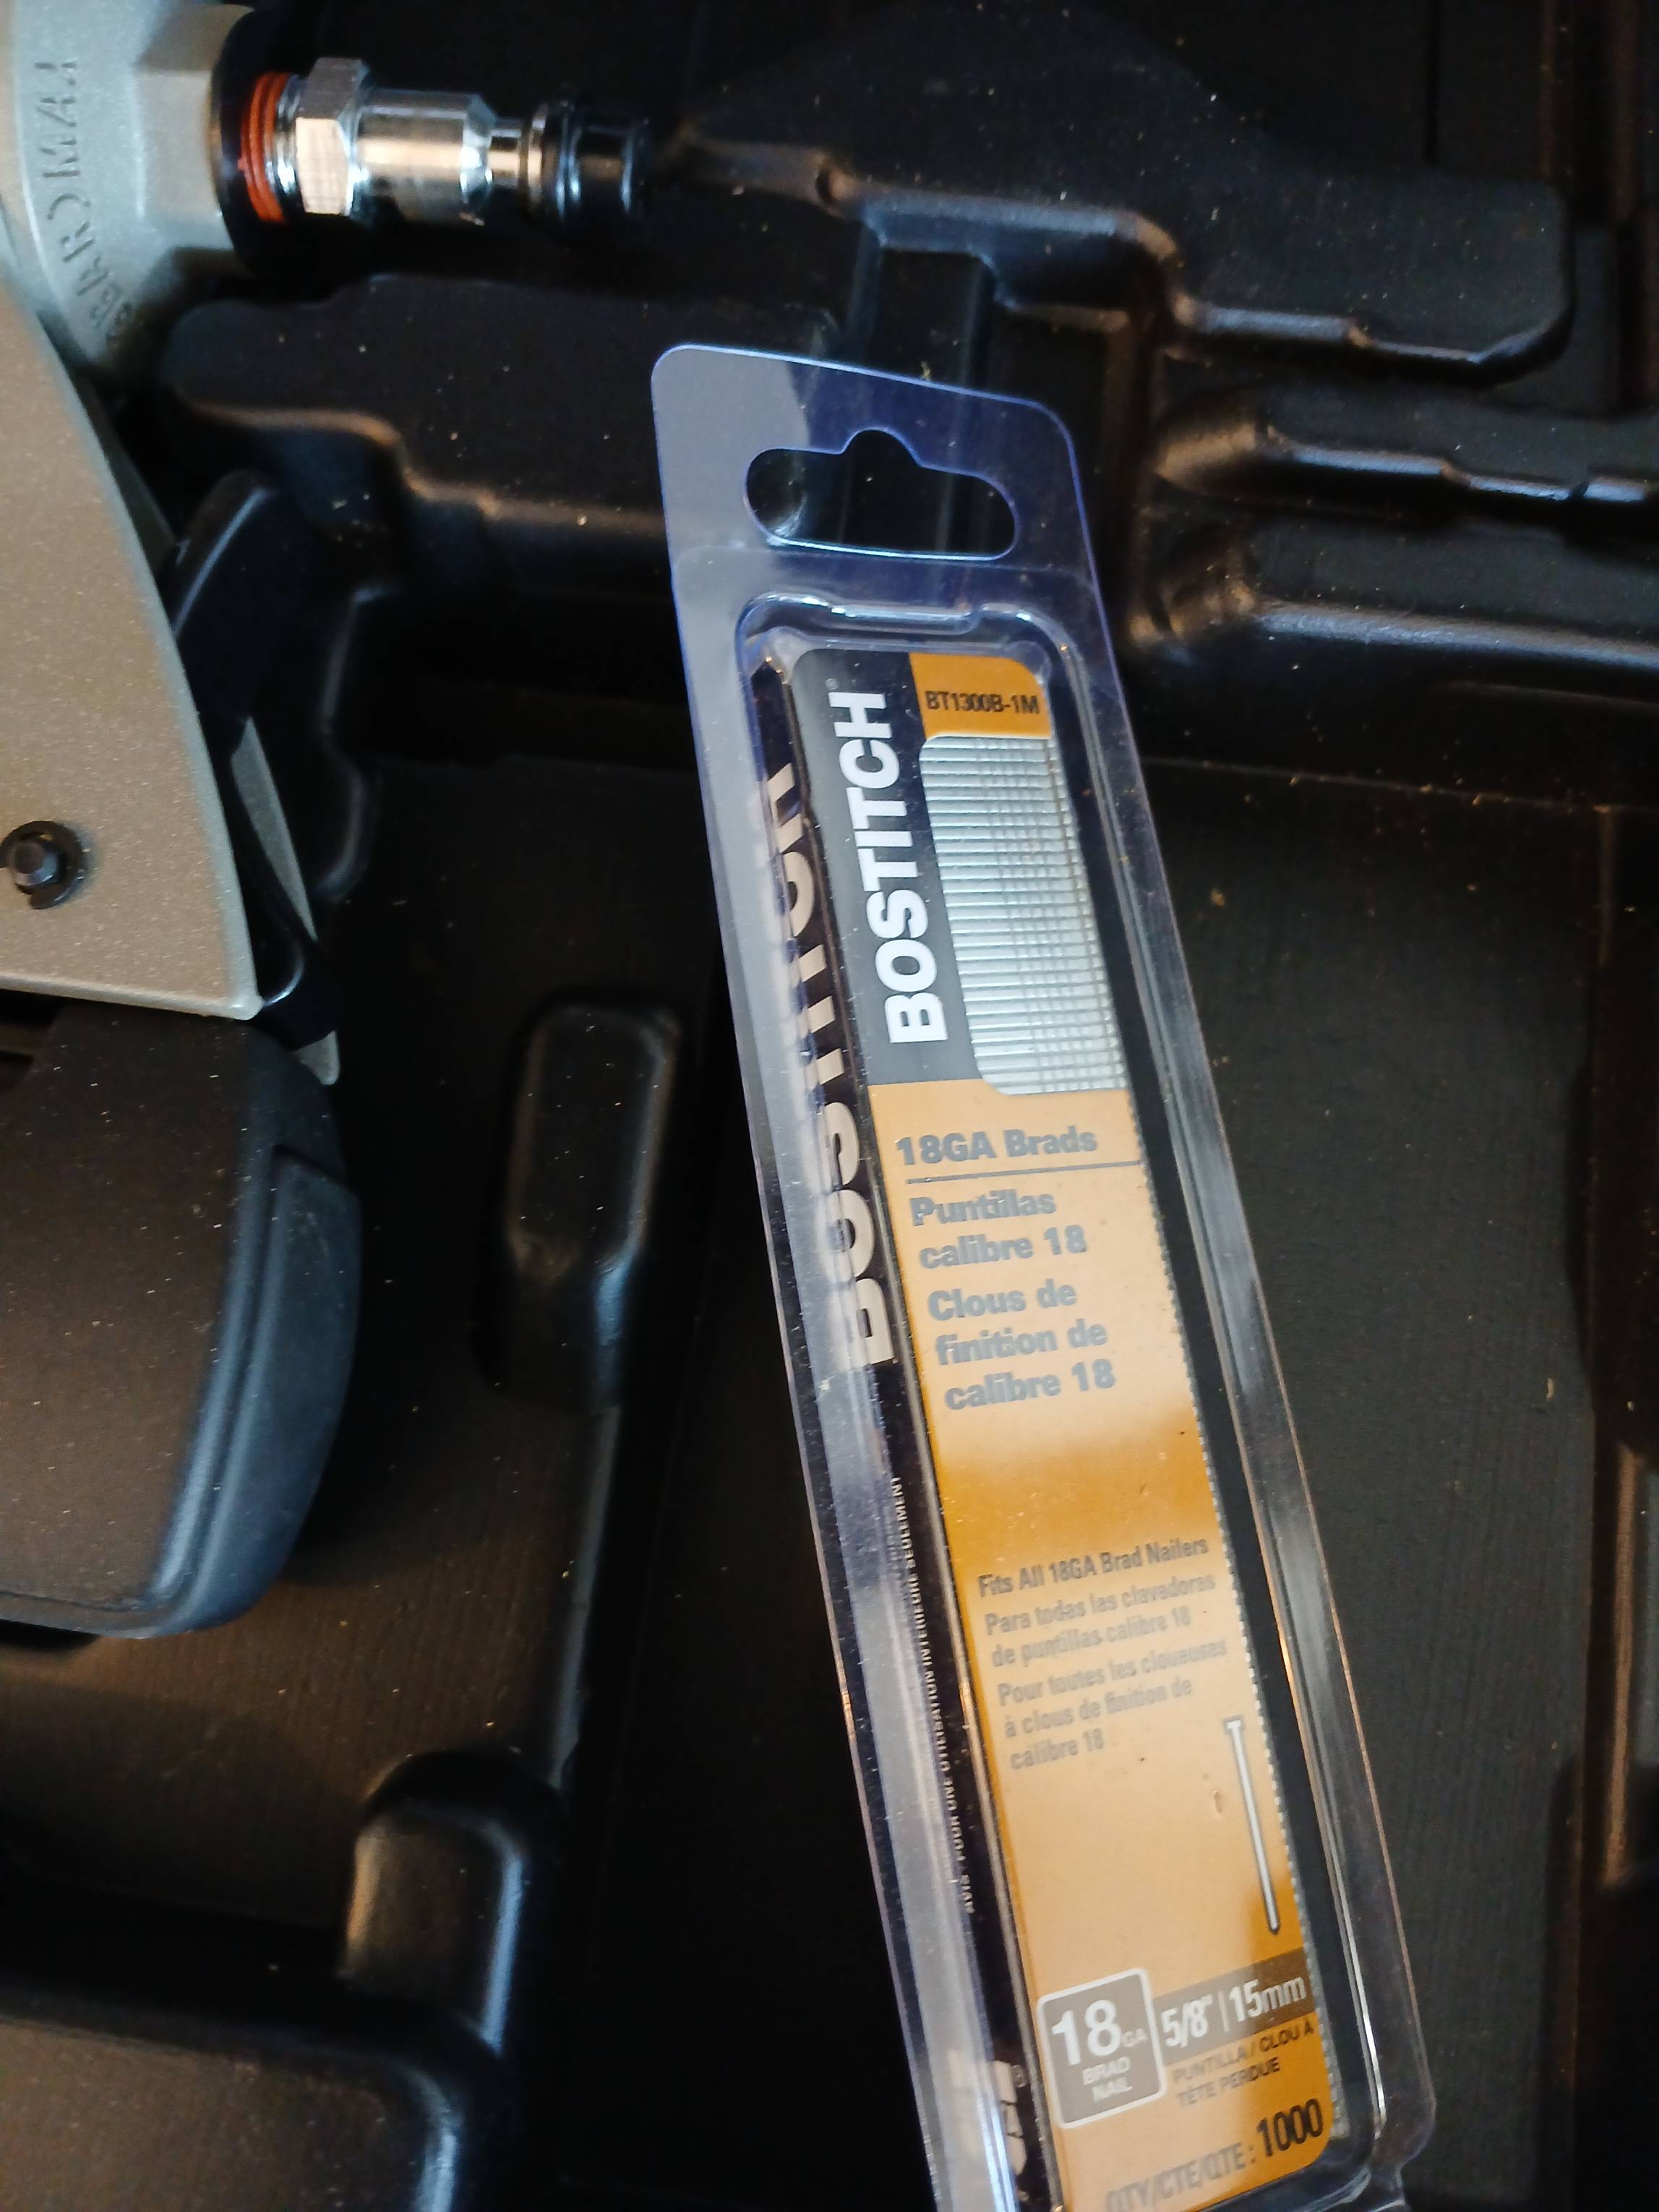 BT1300B-1M
BOSTITCH
BOSTITCH
18GA Brads
Puntillas
calibre 18
Clous de
finition de
calibre 18
Fits All 18GA Brad Nailers
Para todas las clavadoras
de puntillas calibre 18
Pour toutes les cloueuses
à clous de finition de
calibre 18
18GA
BRAD
NAIL
5/8" | 15mm
PUNTILLA / CLOU À
TÊTE PERDUE
QTY/CTE/QTE: 1000
SEULEMENT